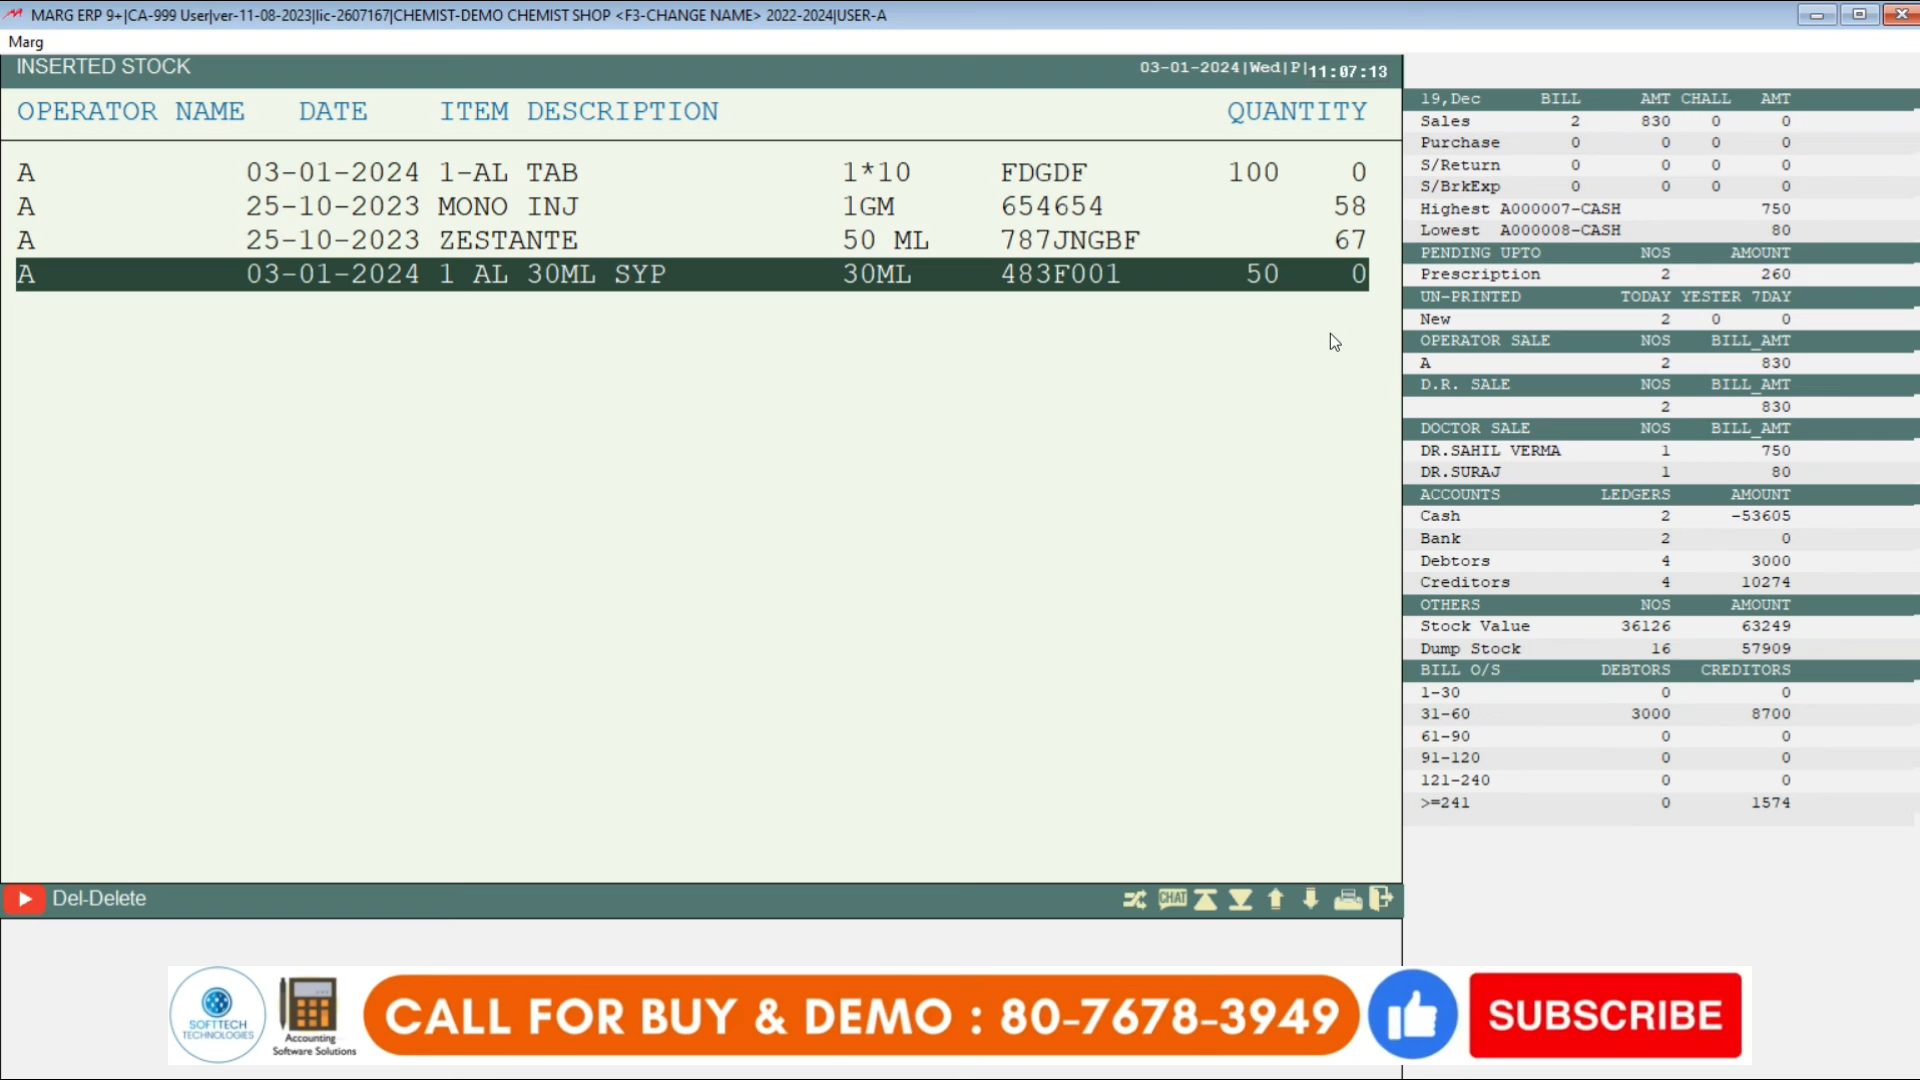 MARG ERP 9+|CA-999 User|ver-11-08-2023|lic-2607167|CHEMIST-DEMO CHEMIST SHOP <F3-CHANGE NAME> 2022-2024|USER-A
Marg
INSERTED STOCK 03-01-2024|Wed|P|11:07:13
OPERATOR NAME DATE ITEM DESCRIPTION QUANTITY
A 03-01-2024 1-AL TAB 1*10 FDGDF 100 0
A 25-10-2023 MONO INJ 1GM 654654 58
A 25-10-2023 ZESTANTE 50 ML 787JNGBF 67
A 03-01-2024 1 AL 30ML SYP 30ML 483F001 50 0
Del-Delete
CHAT
19,Dec BILL AMT CHALL AMT
Sales 2 830 0 0
Purchase 0 0 0 0
S/Return 0 0 0 0
S/BrkExp 0 0 0 0
Highest A000007-CASH 750
Lowest A000008-CASH 80
PENDING UPTO NOS AMOUNT
Prescription 2 260
UN-PRINTED TODAY YESTER 7DAY
New 2 0 0
OPERATOR SALE NOS BILL_AMT
A 2 830
D.R. SALE NOS BILL_AMT
2 830
DOCTOR SALE NOS BILL_AMT
DR.SAHIL VERMA 1 750
DR.SURAJ 1 80
ACCOUNTS LEDGERS AMOUNT
Cash 2 -53605
Bank 2 0
Debtors 4 3000
Creditors 4 10274
OTHERS NOS AMOUNT
Stock Value 36126 63249
Dump Stock 16 57909
BILL O/S DEBTORS CREDITORS
1-30 0 0
31-60 3000 8700
61-90 0 0
91-120 0 0
121-240 0 0
>=241 0 1574
SOFTTECH
TECHNOLOGIES
Accounting
Software Solutions
CALL FOR BUY & DEMO : 80-7678-3949
SUBSCRIBE